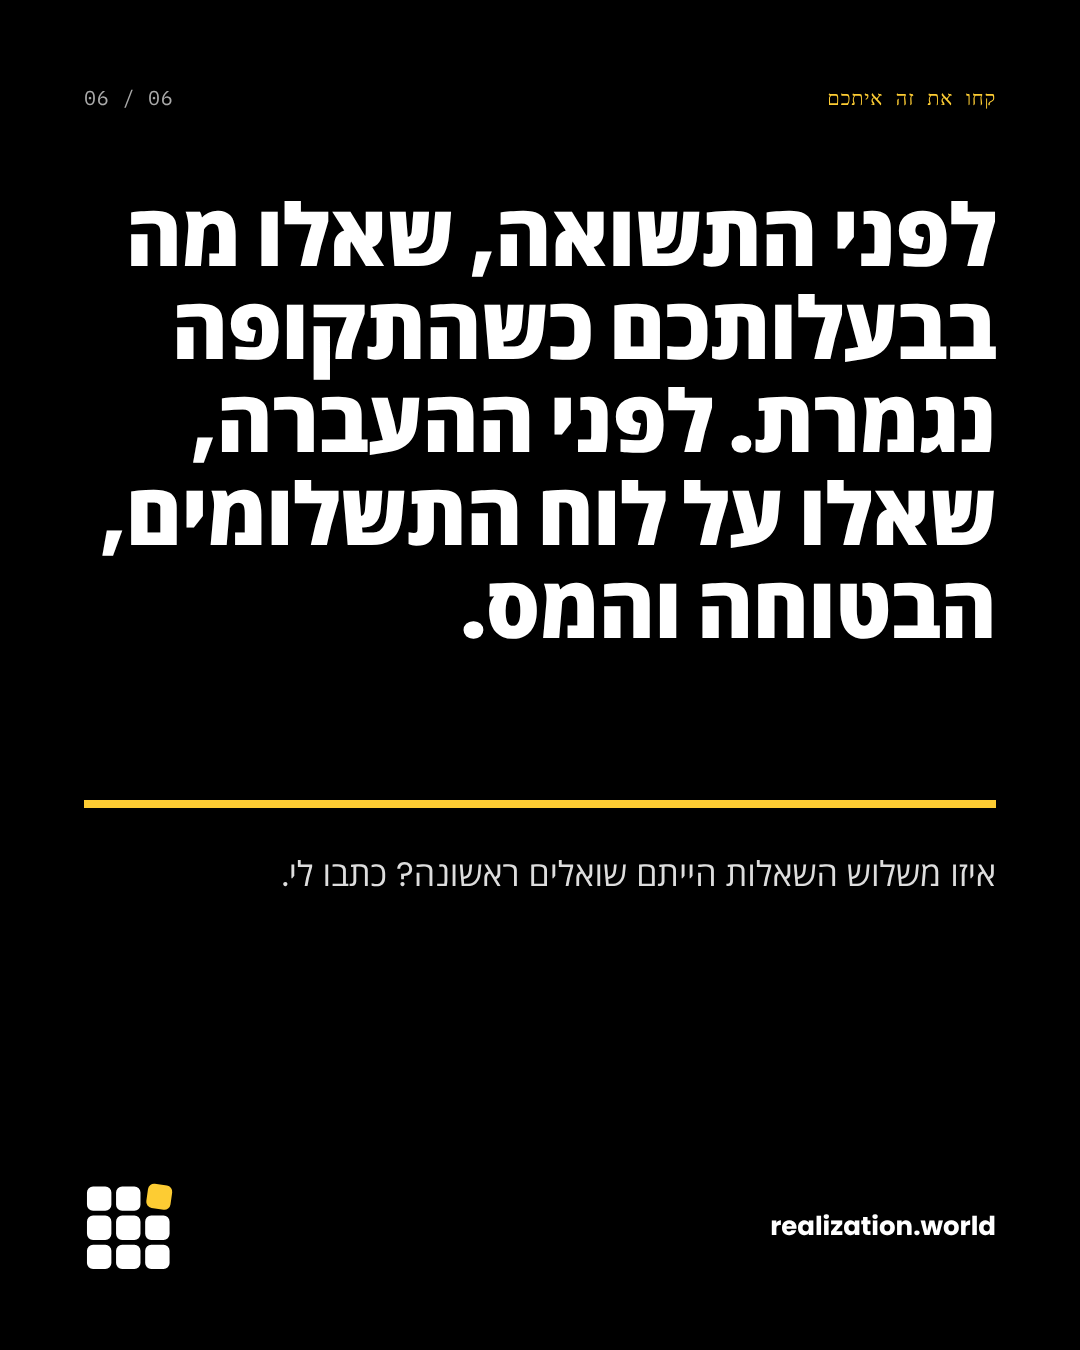 קחו את זה איתכם
06 / 06
לפני התשואה, שאלו מה
בבעלותכם כשהתקופה
נגמרת. לפני ההעברה,
שאלו על לוח התשלומים,
הבטוחה והמס.
איזו משלוש השאלות הייתם שואלים ראשונה? כתבו לי.
realization.world